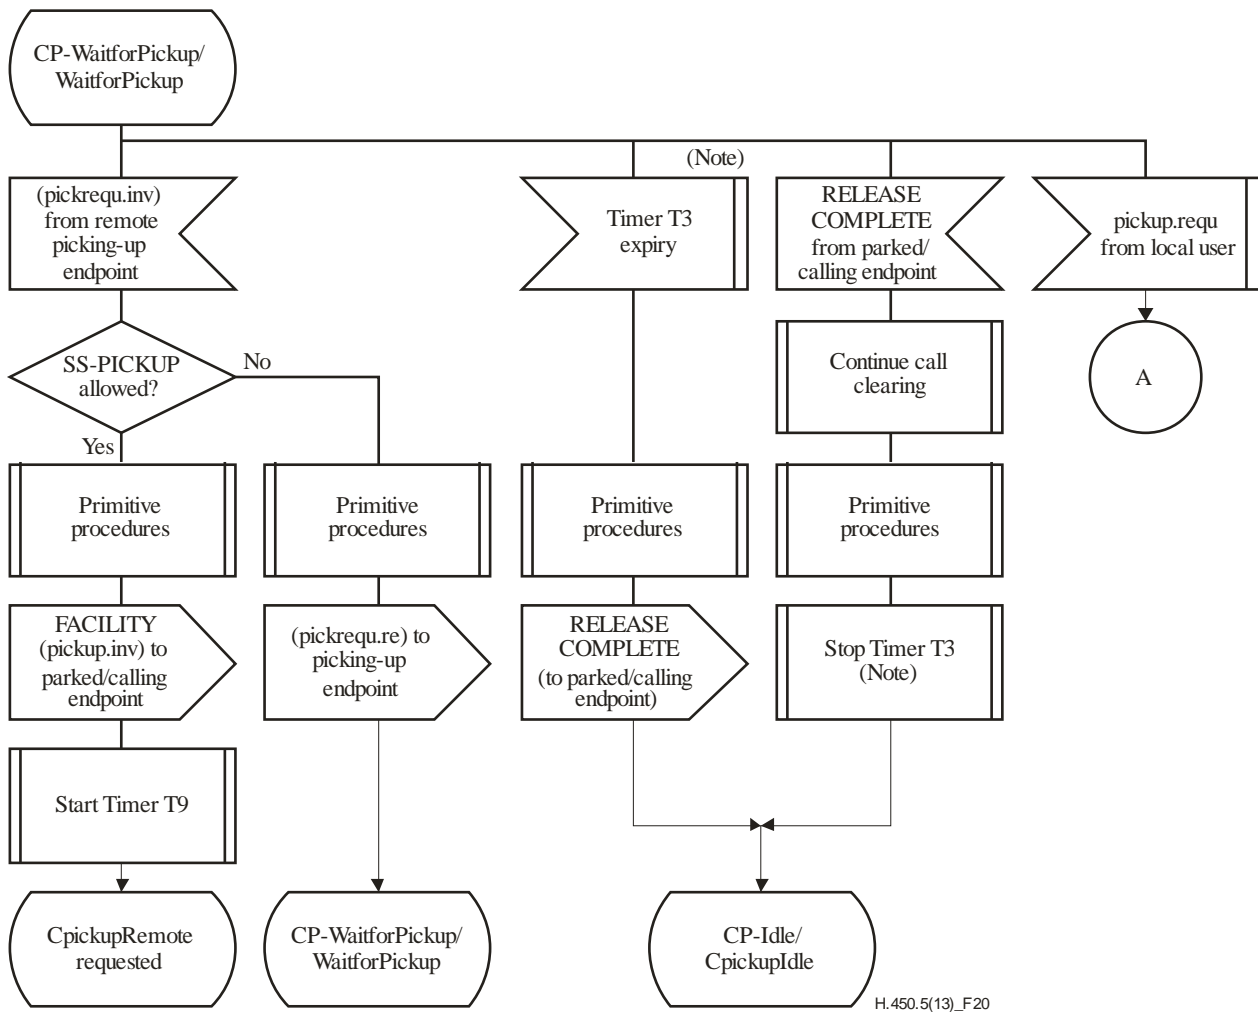 CP-WaitforPickup/
WaitforPickup
(Note)
(pickrequ.inv)
from remote
picking-up
endpoint
Timer T3
expiry
RELEASE
COMPLETE
from parked/
calling endpoint
pickup.requ
from local user
SS-PICKUP
allowed?
No
Yes
Continue call
clearing
A
Primitive
procedures
Primitive
procedures
Primitive
procedures
Primitive
procedures
FACILITY
(pickup.inv) to
parked/calling
endpoint
(pickrequ.re) to
picking-up
endpoint
RELEASE
COMPLETE
(to parked/calling
endpoint)
Stop Timer T3
(Note)
Start Timer T9
CpickupRemote
requested
CP-WaitforPickup/
WaitforPickup
CP-Idle/
CpickupIdle
H.450.5(13)_F20